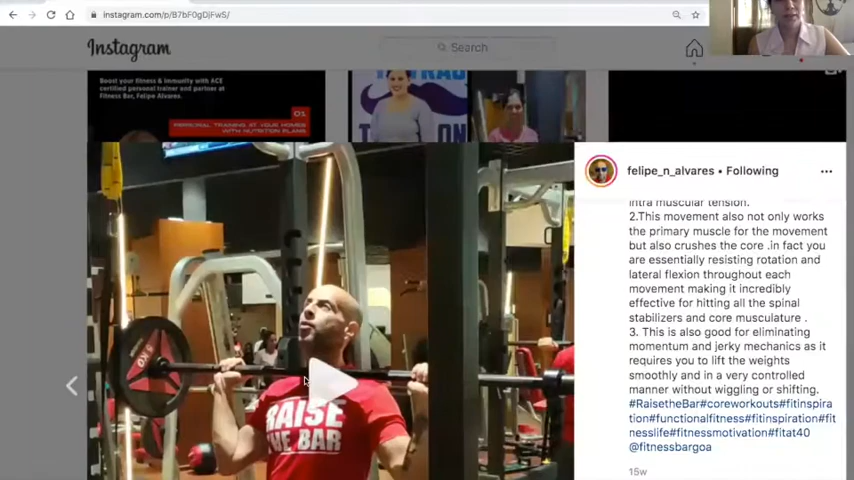 instagram.com/p/B7bF0gDjFwS/
Instagram
Search
Boost your fitness & immunity with ACE
certified personal trainer and partner at
Fitness Bar, Felipe Alvares.
01
PERSONAL TRAINING AT YOUR HOMES
WITH NUTRITION PLANS
ON
felipe_n_alvares • Following
intra muscular tension.
2.This movement also not only works
the primary muscle for the movement
but also crushes the core .in fact you
are essentially resisting rotation and
lateral flexion throughout each
movement making it incredibly
effective for hitting all the spinal
stabilizers and core musculature .
3. This is also good for eliminating
momentum and jerky mechanics as it
requires you to lift the weights
smoothly and in a very controlled
manner without wiggling or shifting.
#RaisetheBar#coreworkouts#fitinspira
tion#functionalfitness#fitinspiration#fit
nesslife#fitnessmotivation#fitat40
@fitnessbargoa
15w
RAISE
THE BAR